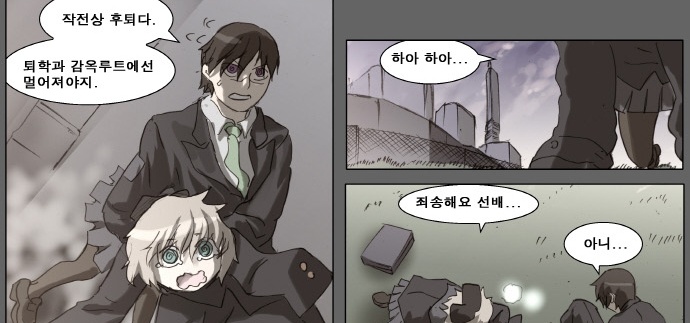 작전상 후퇴다.
퇴학과 감옥루트에선
멀어져야지.
하아 하아...
죄송해요 선배...
아니...